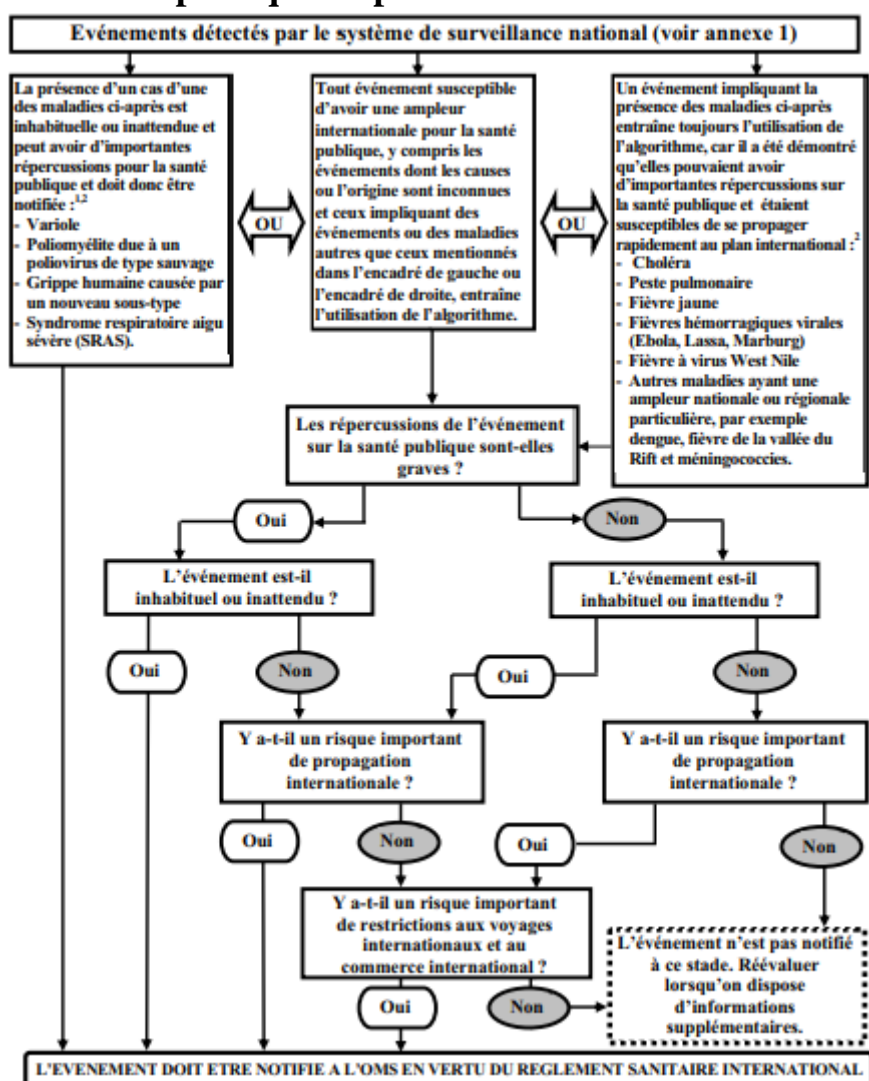 Evénements détectés par le système de surveillance national (voir annexe 1)
La présence d'un cas d'une
des maladies ci-après est
inhabituelle ou inattendue et
peut avoir d'importantes
répercussions pour la santé
publique et doit donc être
notifiée :1,2
- Variole
- Poliomyélite due à un
poliovirus de type sauvage
- Grippe humaine causée par
un nouveau sous-type
- Syndrome respiratoire aigu
sévère (SRAS).
OU
Tout événement susceptible
d'avoir une ampleur
internationale pour la santé
publique, y compris les
événements dont les causes
ou l'origine sont inconnues
et ceux impliquant des
événements ou des maladies
autres que ceux mentionnés
dans l'encadré de gauche ou
l'encadré de droite, entraîne
l'utilisation de l'algorithme.
OU
Un événement impliquant la
présence des maladies ci-après
entraîne toujours l'utilisation de
l'algorithme, car il a été démontré
qu'elles pouvaient avoir
d'importantes répercussions sur
la santé publique et étaient
susceptibles de se propager
rapidement au plan international :2
- Choléra
- Peste pulmonaire
- Fièvre jaune
- Fièvres hémorragiques virales
(Ebola, Lassa, Marburg)
- Fièvre à virus West Nile
- Autres maladies ayant une
ampleur nationale ou régionale
particulière, par exemple
dengue, fièvre de la vallée du
Rift et méningococcies.
Les répercussions de l'événement
sur la santé publique sont-elles
graves ?
Oui
Non
L'événement est-il
inhabituel ou inattendu ?
L'événement est-il
inhabituel ou inattendu ?
Oui
Non
Oui
Non
Y a-t-il un risque important
de propagation
internationale ?
Y a-t-il un risque important
de propagation
internationale ?
Oui
Non
Oui
Non
Y a-t-il un risque important
de restrictions aux voyages
internationaux et au
commerce international ?
L'événement n'est pas notifié
à ce stade. Réévaluer
lorsqu'on dispose
d'informations
supplémentaires.
Oui
Non
L'EVENEMENT DOIT ETRE NOTIFIE A L'OMS EN VERTU DU REGLEMENT SANITAIRE INTERNATIONAL